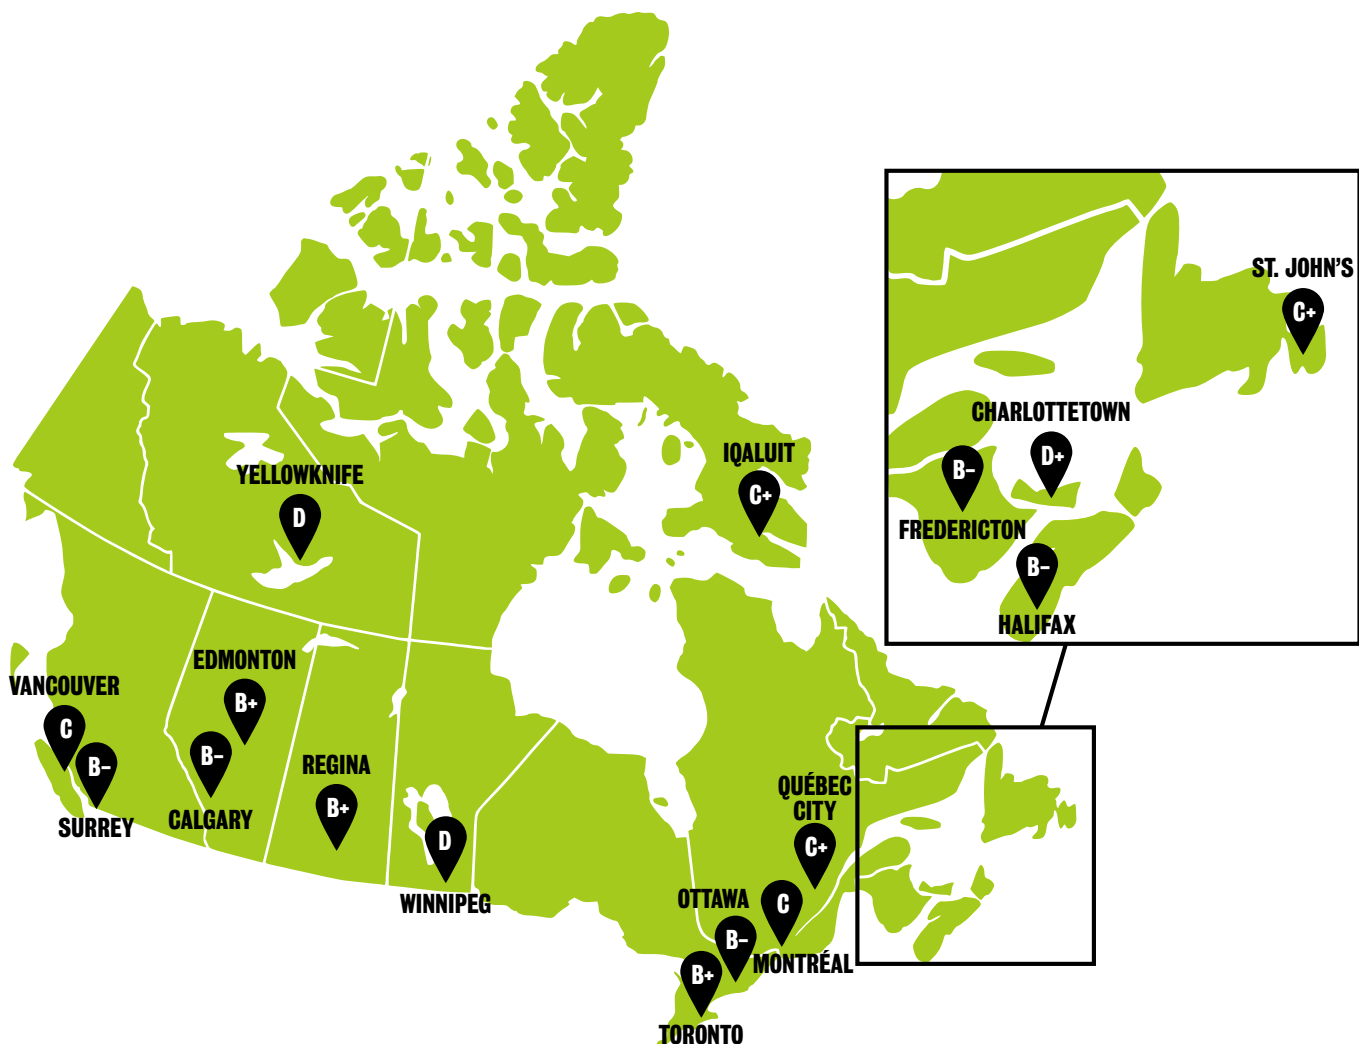 ST. JOHN'S
C+
CHARLOTTETOWN
D+
B–
FREDERICTON
B–
HALIFAX
IQALUIT
C+
YELLOWKNIFE
D
EDMONTON
B+
VANCOUVER
C
B–
SURREY
B–
CALGARY
REGINA
B+
D
WINNIPEG
QUÉBEC
CITY
C+
OTTAWA
B–
C
MONTRÉAL
B+
TORONTO